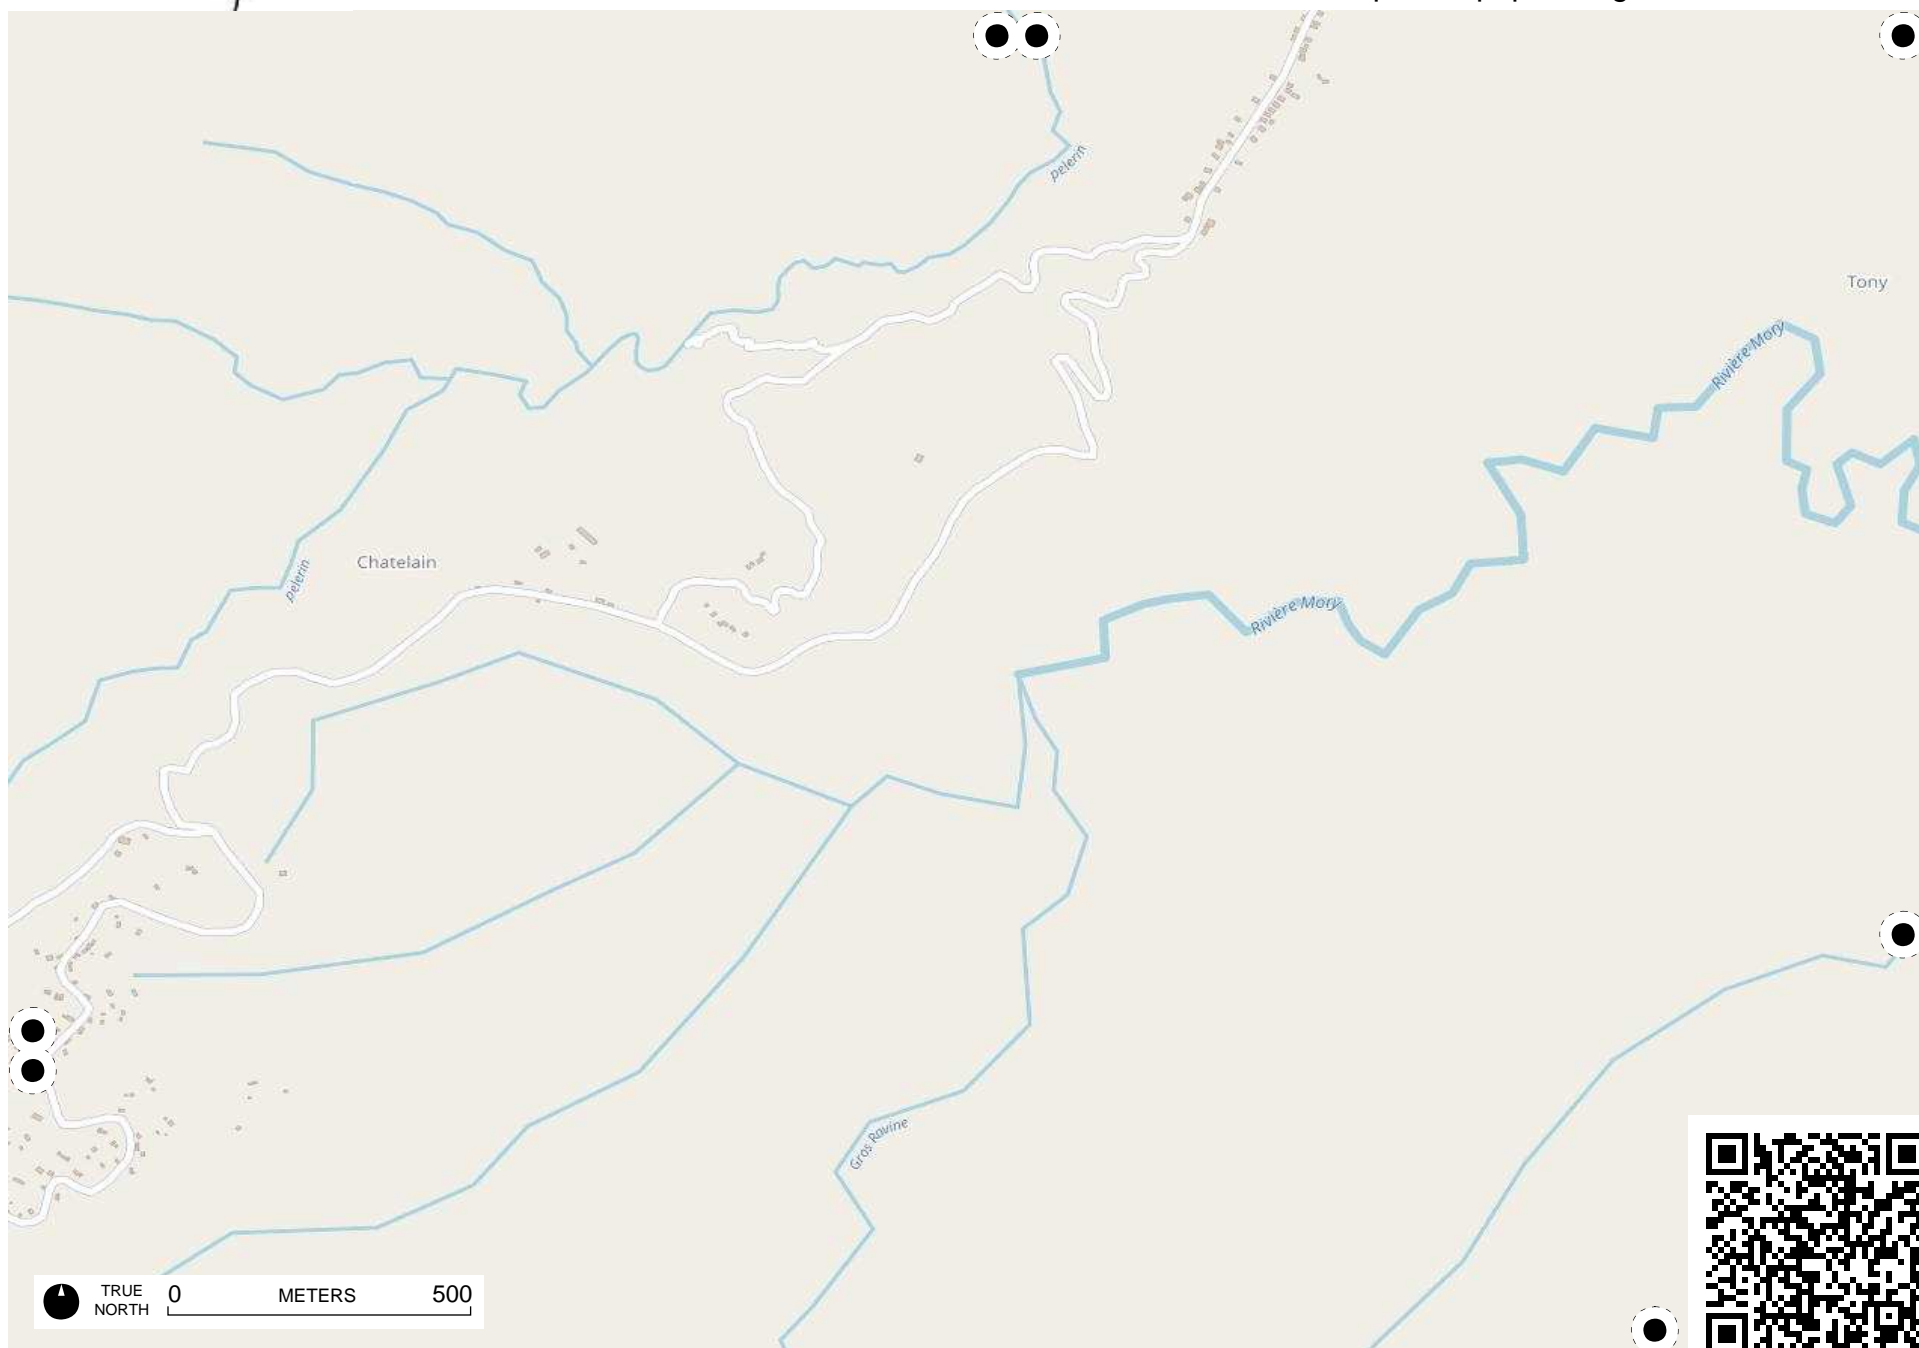 pelerin
Tony
Rivière Mory
Chatelain
pelerin
Rivière Mory
Gros Ravine
TRUE
NORTH
0 METERS 500